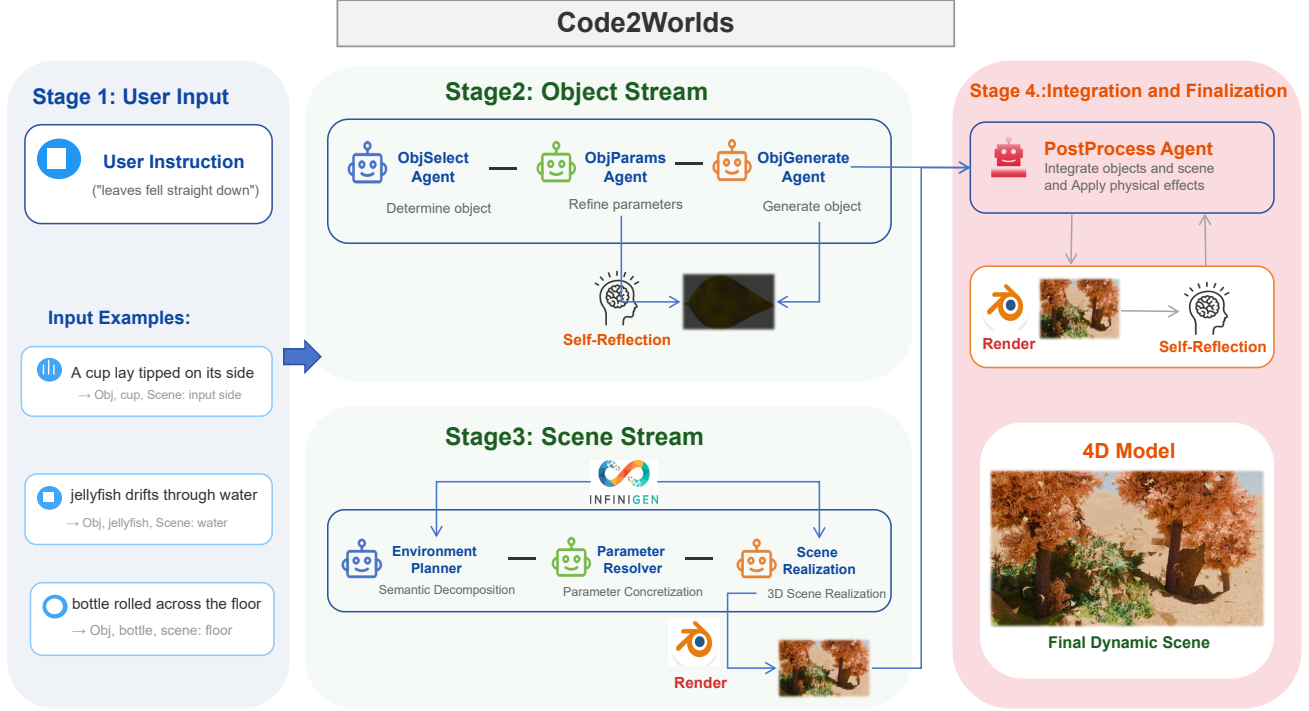 Code2Worlds
Stage 1: User Input
User Instruction
("leaves fell straight down")
Input Examples:
A cup lay tipped on its side
→ Obj, cup, Scene: input side
jellyfish drifts through water
→ Obj, jellyfish, Scene: water
bottle rolled across the floor
→ Obj, bottle, scene: floor
Stage2: Object Stream
ObjSelect
Agent
Determine object
ObjParams
Agent
Refine parameters
ObjGenerate
Agent
Generate object
Self-Reflection
Stage3: Scene Stream
INFINIGEN
Environment
Planner
Semantic Decomposition
Parameter
Resolver
Parameter Concretization
Scene
Realization
3D Scene Realization
Render
Stage 4.:Integration and Finalization
PostProcess Agent
Integrate objects and scene
and Apply physical effects
Render
Self-Reflection
4D Model
Final Dynamic Scene